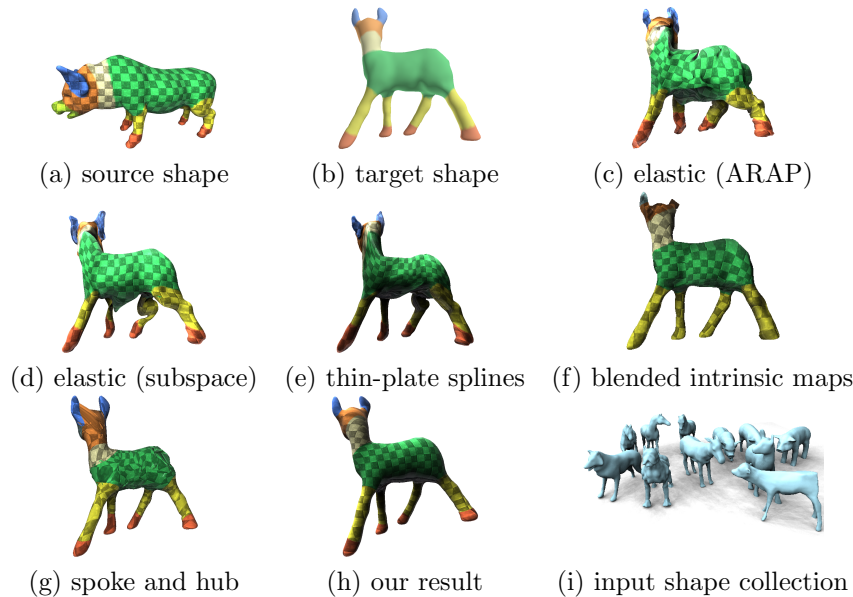 (a) source shape
(b) target shape
(c) elastic (ARAP)
(d) elastic (subspace)
(e) thin-plate splines
(f) blended intrinsic maps
(g) spoke and hub
(h) our result
(i) input shape collection